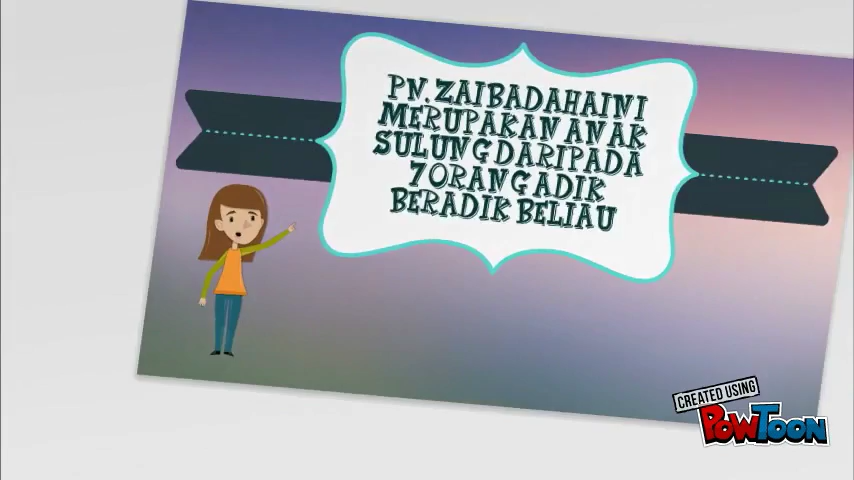 PN. ZAIBADAHAINI
MERUPAKAN ANAK
SULUNG DARIPADA
7 ORANG ADIK
BERADIK BELIAU
CREATED USING
POWTOON